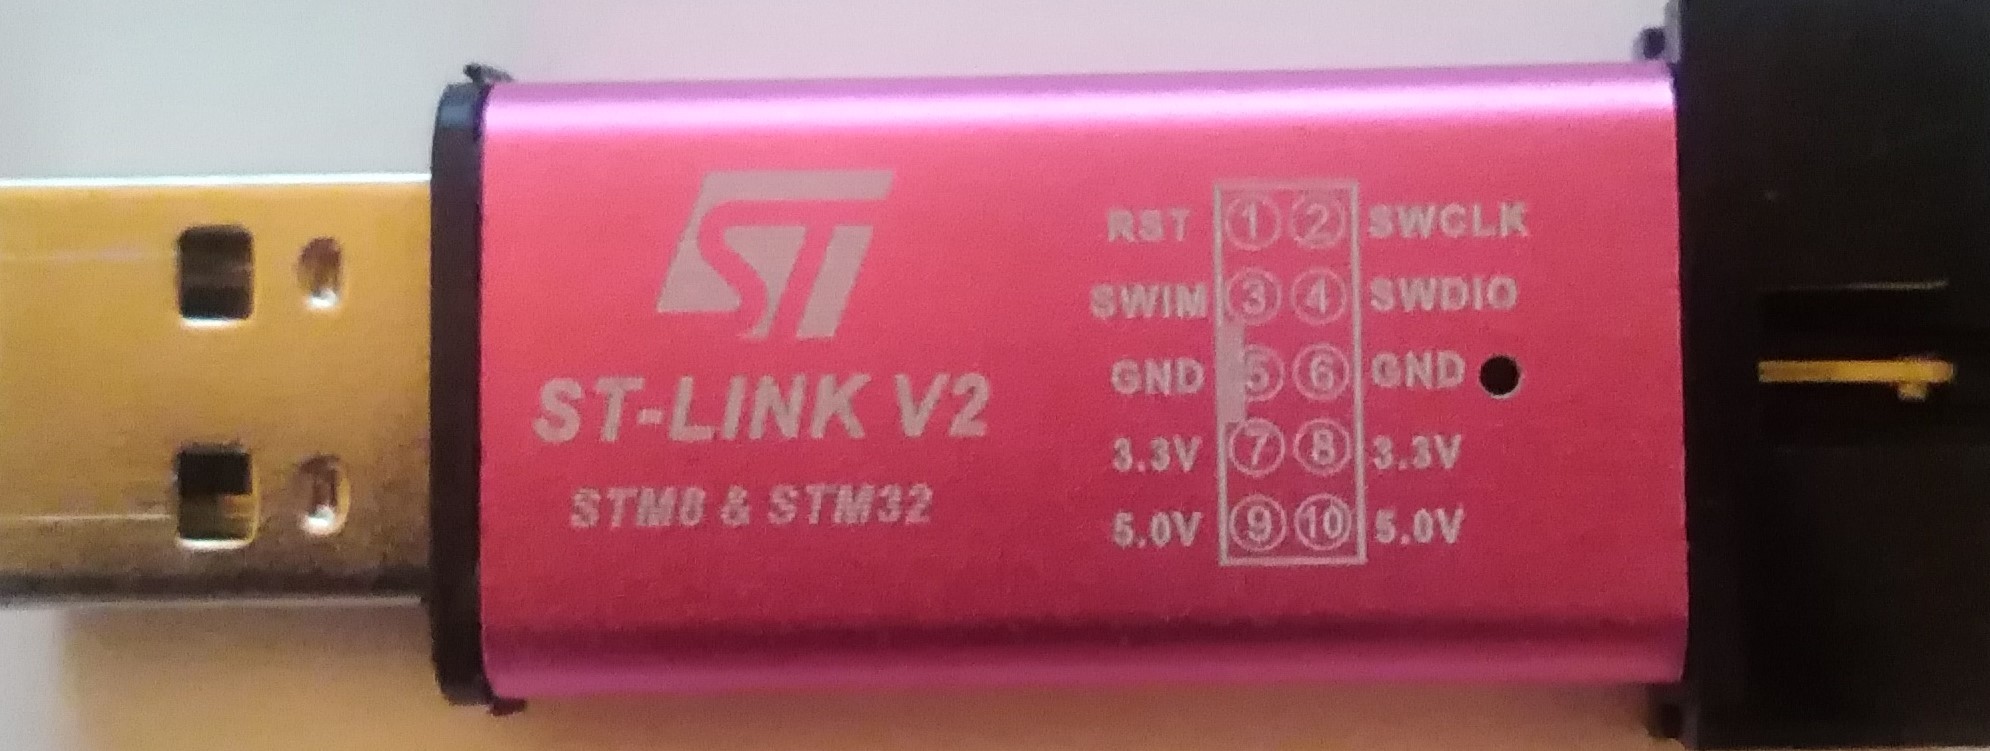 ST
ST-LINK V2
STM8 & STM32
RST 1 2 SWCLK
SWIM 3 4 SWDIO
GND 5 6 GND
3.3V 7 8 3.3V
5.0V 9 10 5.0V